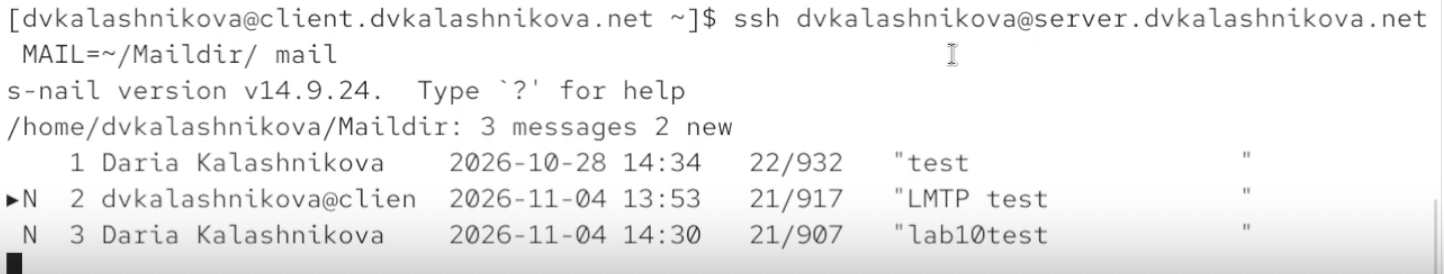 [dvkalashnikova@client.dvkalashnikova.net ~]$ ssh dvkalashnikova@server.dvkalashnikova.net
 MAIL=~/Maildir/ mail
s-nail version v14.9.24.  Type `?' for help
/home/dvkalashnikova/Maildir: 3 messages 2 new
    1 Daria Kalashnikova    2026-10-28 14:34   22/932   "test                  "
▸N  2 dvkalashnikova@clien  2026-11-04 13:53   21/917   "LMTP test             "
 N  3 Daria Kalashnikova    2026-11-04 14:30   21/907   "lab10test             "